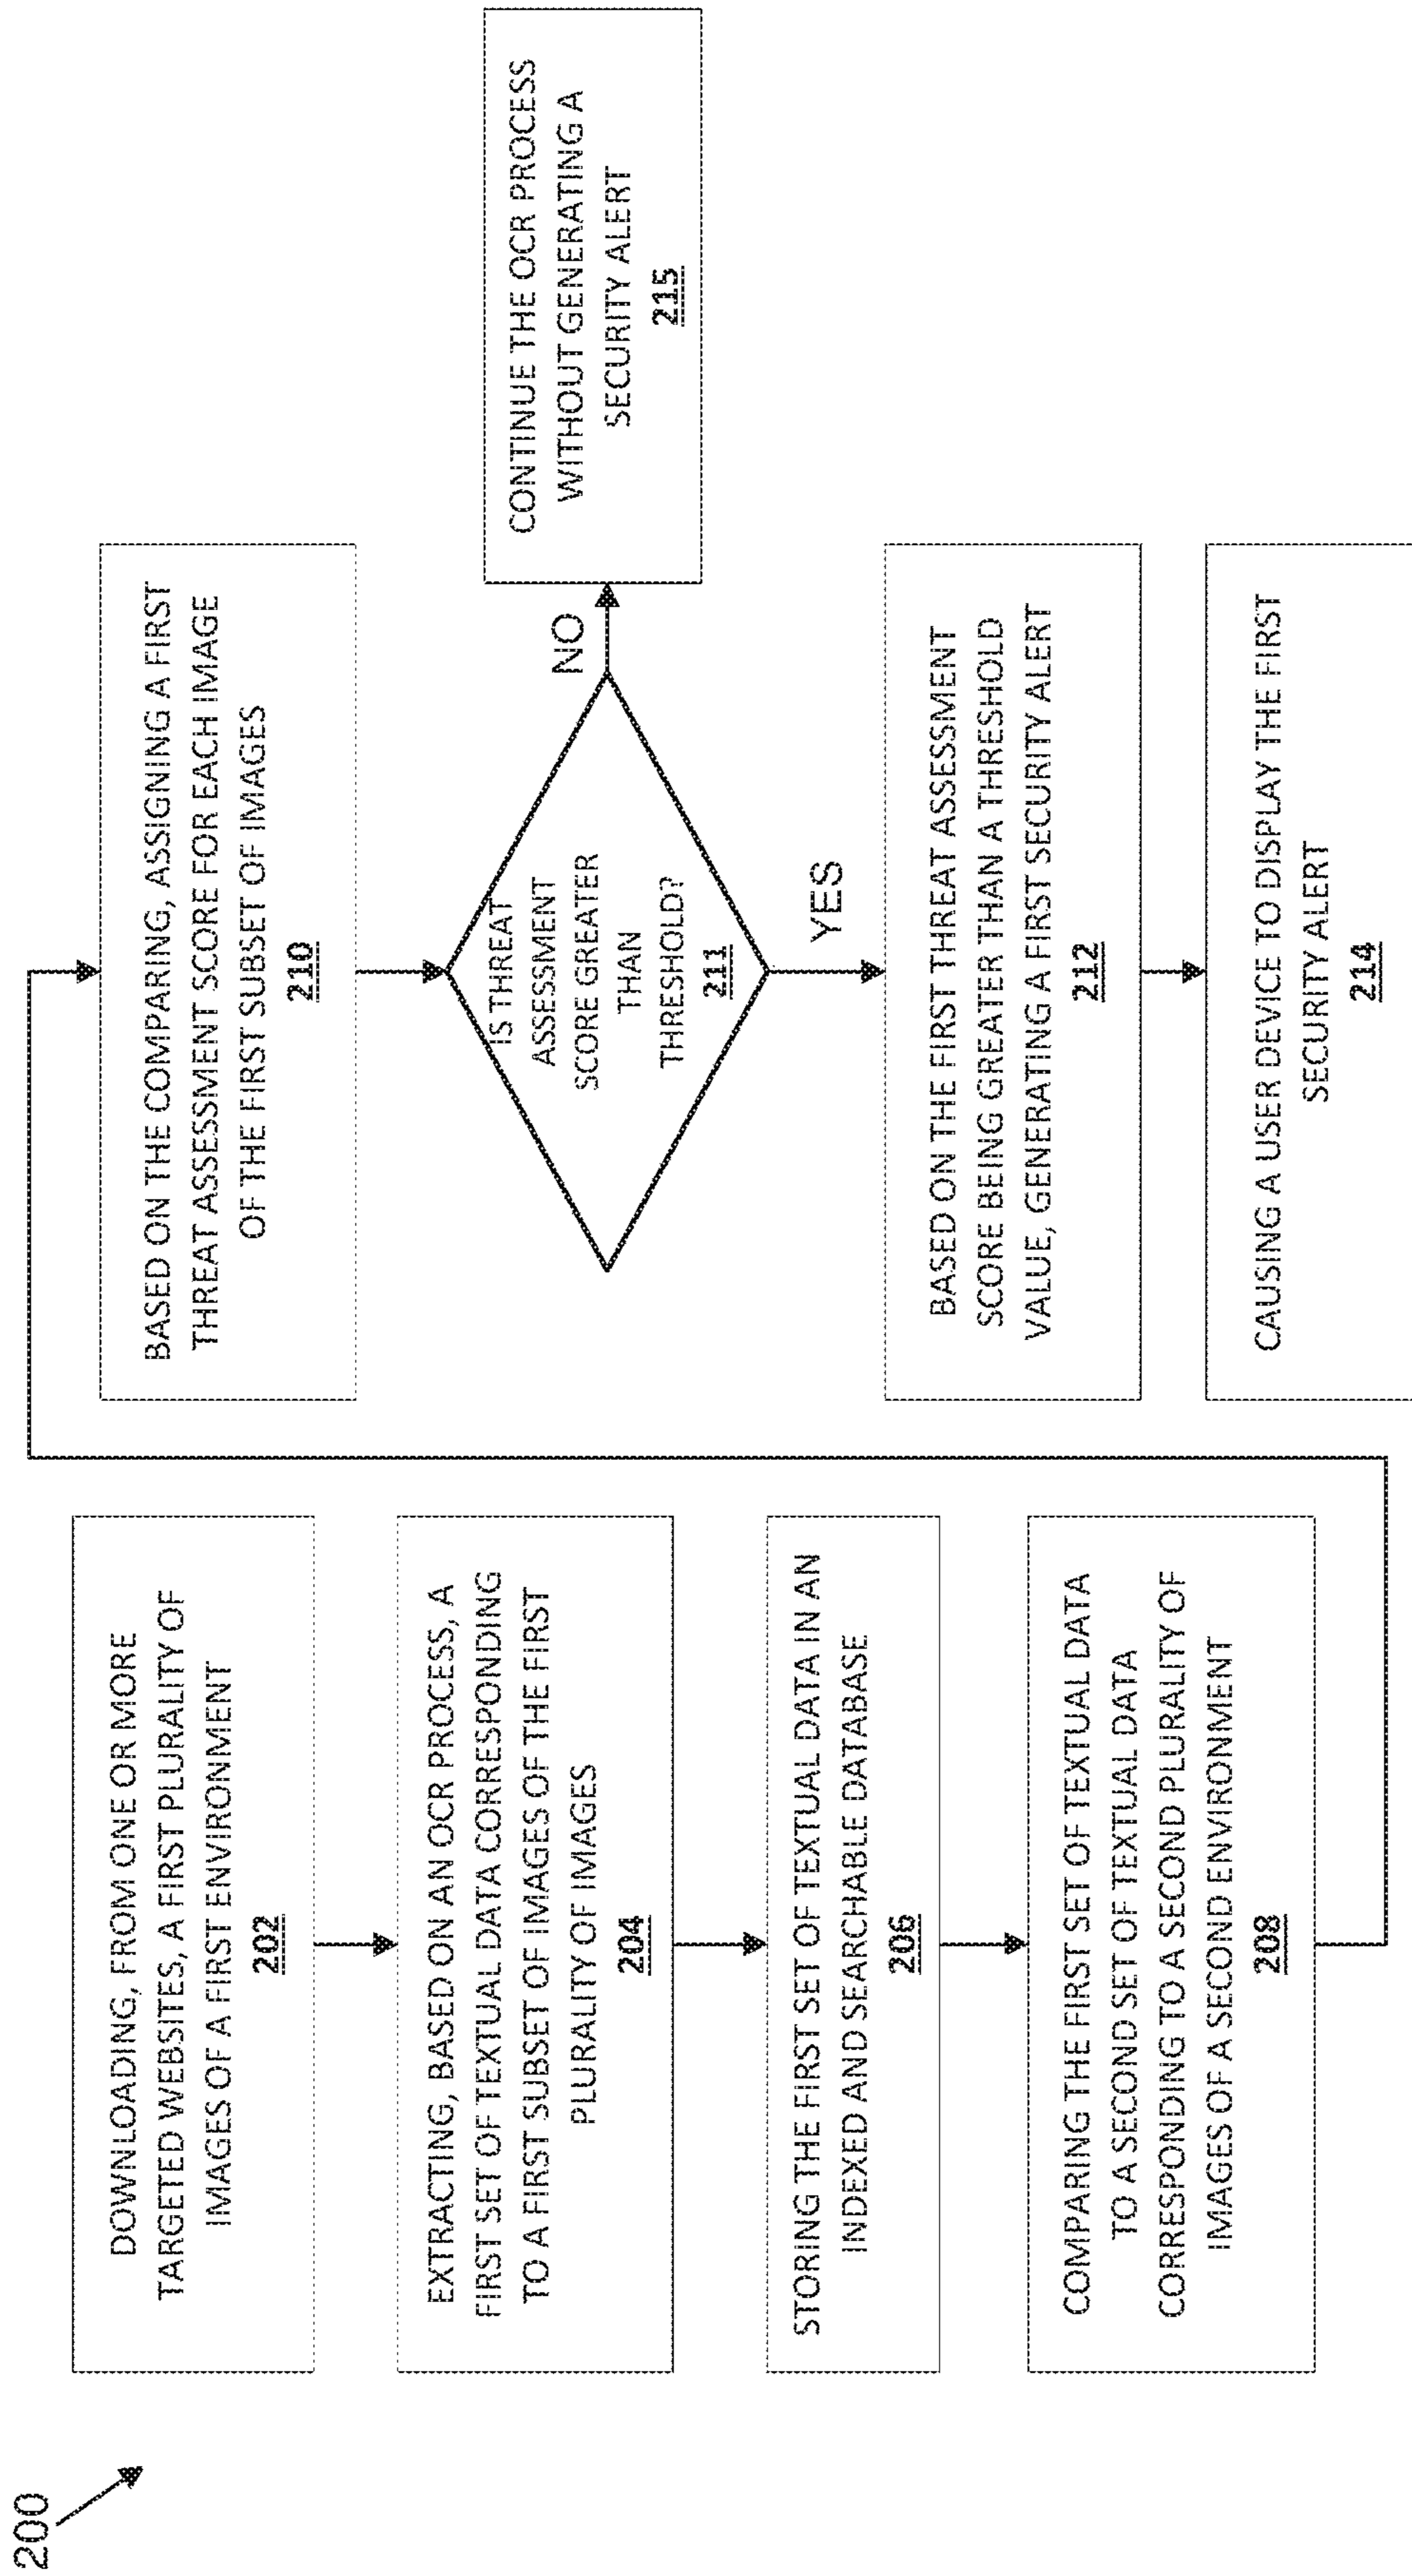 200
DOWNLOADING, FROM ONE OR MORE
TARGETED WEBSITES, A FIRST PLURALITY OF
IMAGES OF A FIRST ENVIRONMENT
202
EXTRACTING, BASED ON AN OCR PROCESS, A
FIRST SET OF TEXTUAL DATA CORRESPONDING
TO A FIRST SUBSET OF IMAGES OF THE FIRST
PLURALITY OF IMAGES
204
STORING THE FIRST SET OF TEXTUAL DATA IN AN
INDEXED AND SEARCHABLE DATABASE
206
COMPARING THE FIRST SET OF TEXTUAL DATA
TO A SECOND SET OF TEXTUAL DATA
CORRESPONDING TO A SECOND PLURALITY OF
IMAGES OF A SECOND ENVIRONMENT
208
BASED ON THE COMPARING, ASSIGNING A FIRST
THREAT ASSESSMENT SCORE FOR EACH IMAGE
OF THE FIRST SUBSET OF IMAGES
210
IS THREAT
ASSESSMENT
SCORE GREATER
THAN
THRESHOLD?
211
NO
CONTINUE THE OCR PROCESS
WITHOUT GENERATING A
SECURITY ALERT
215
YES
BASED ON THE FIRST THREAT ASSESSMENT
SCORE BEING GREATER THAN A THRESHOLD
VALUE, GENERATING A FIRST SECURITY ALERT
212
CAUSING A USER DEVICE TO DISPLAY THE FIRST
SECURITY ALERT
214